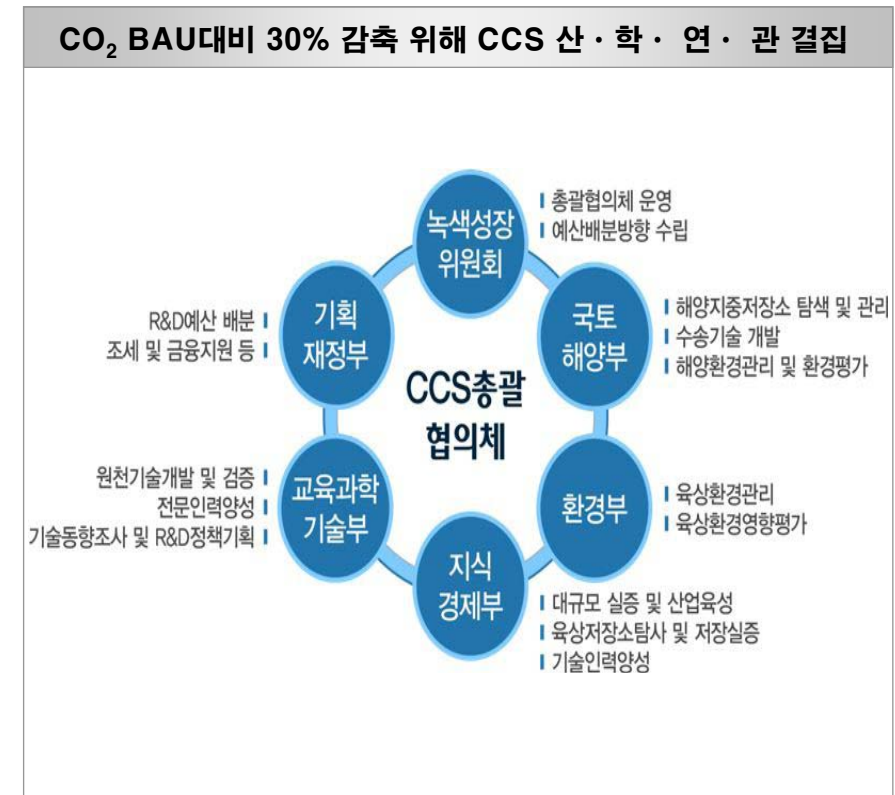 CO₂ BAU대비 30% 감축 위해 CCS 산 · 학 · 연 · 관 결집
녹색성장
위원회
총괄협의체 운영
예산배분방향 수립
국토
해양부
해양지중저장소 탐색 및 관리
수송기술 개발
해양환경관리 및 환경평가
환경부
육상환경관리
육상환경영향평가
지식
경제부
대규모 실증 및 산업육성
육상저장소탐사 및 저장실증
기술인력양성
교육과학
기술부
원천기술개발 및 검증
전문인력양성
기술동향조사 및 R&D정책기획
기획
재정부
R&D예산 배분
조세 및 금융지원 등
CCS총괄
협의체